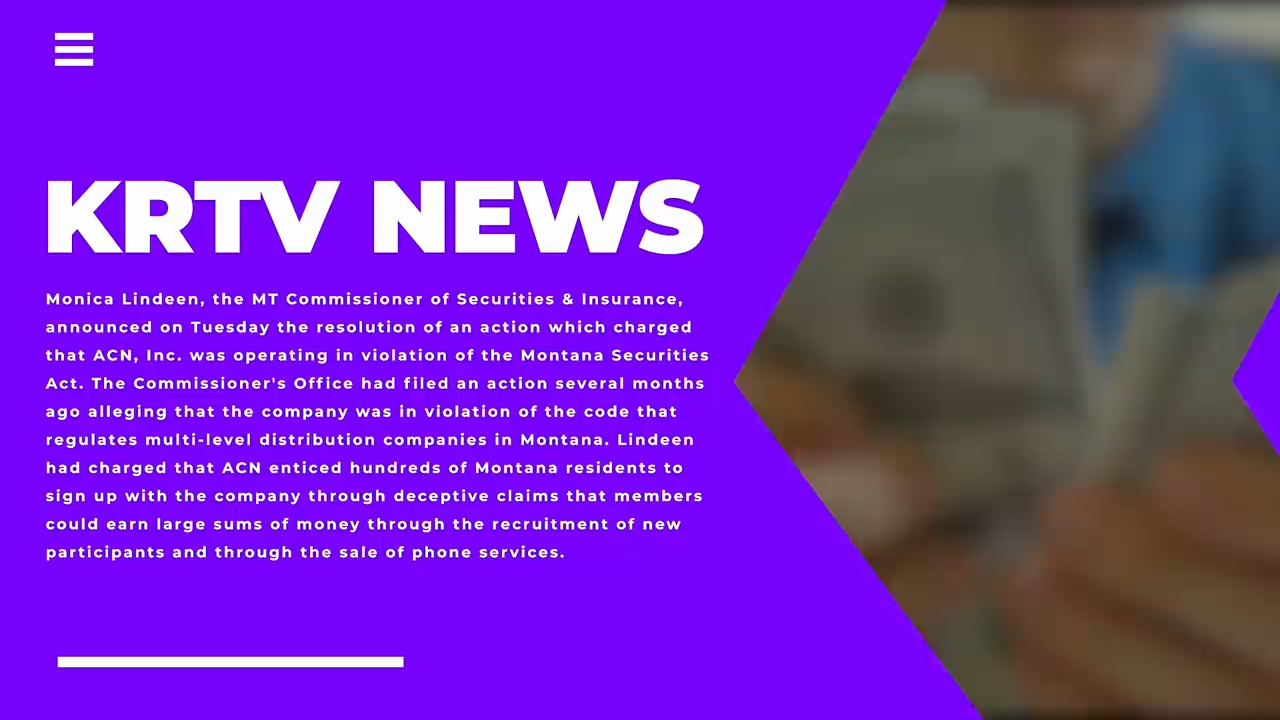 KRTV NEWS
Monica Lindeen, the MT Commissioner of Securities & Insurance,
announced on Tuesday the resolution of an action which charged
that ACN, Inc. was operating in violation of the Montana Securities
Act. The Commissioner's Office had filed an action several months
ago alleging that the company was in violation of the code that
regulates multi-level distribution companies in Montana. Lindeen
had charged that ACN enticed hundreds of Montana residents to
sign up with the company through deceptive claims that members
could earn large sums of money through the recruitment of new
participants and through the sale of phone services.